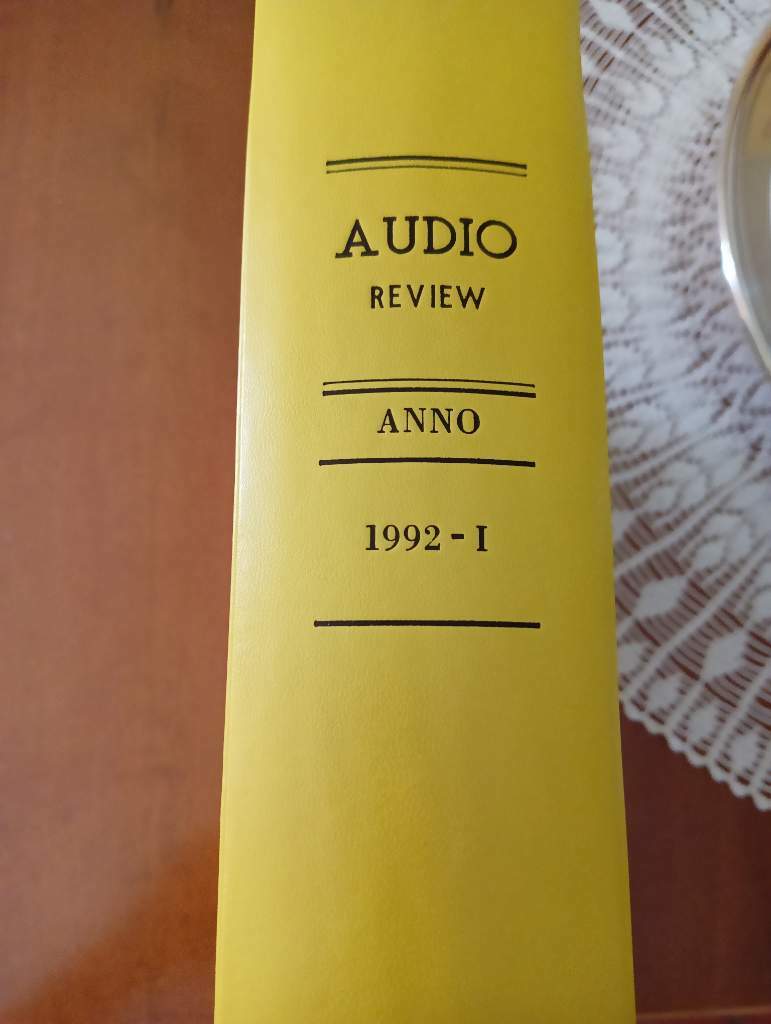 AUDIO
REVIEW
ANNO
1992 - I